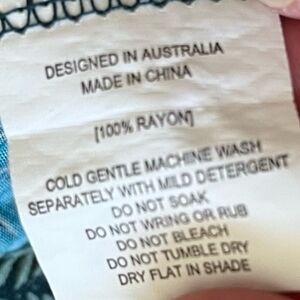 DESIGNED IN AUSTRALIA
MADE IN CHINA
[100% RAYON]
COLD GENTLE MACHINE WASH
SEPARATELY WITH MILD DETERGENT
DO NOT SOAK
DO NOT WRING OR RUB
DO NOT BLEACH
DO NOT TUMBLE DRY
DRY FLAT IN SHADE